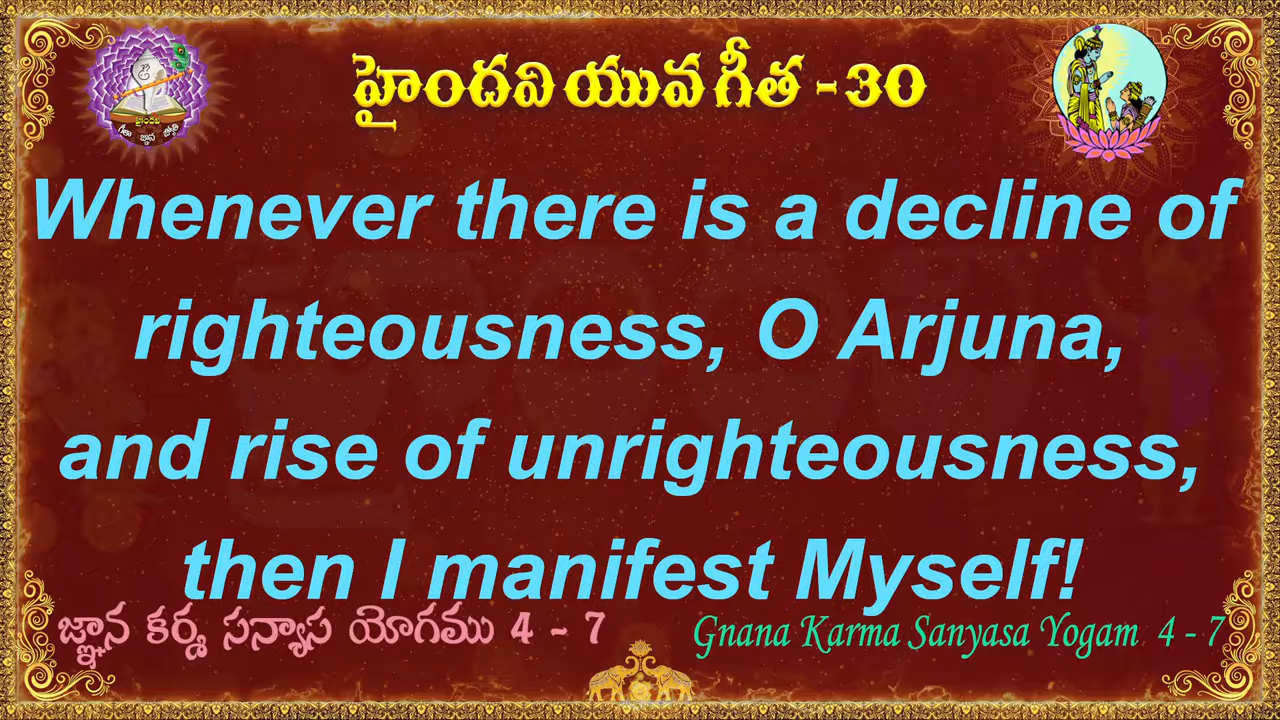 హైందవి యువ గీత - 30
హైందవి
గీతా జ్ఞాన జ్యోతి
Whenever there is a decline of
righteousness, O Arjuna,
and rise of unrighteousness,
then I manifest Myself!
జ్ఞాన కర్మ సన్యాస యోగము 4 - 7
Gnana Karma Sanyasa Yogam 4 - 7